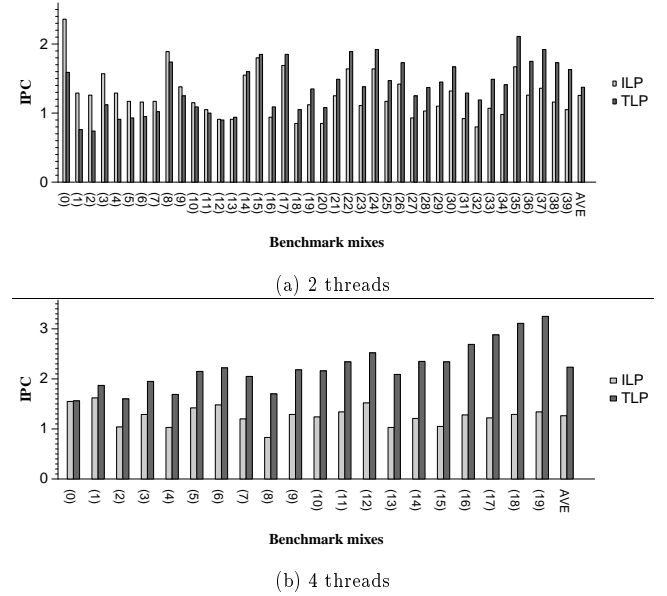 2
1
0
IPC
ILP
TLP
(0) (1) (2) (3) (4) (5) (6) (7) (8) (9) (10) (11) (12) (13) (14) (15) (16) (17) (18) (19) (20) (21) (22) (23) (24) (25) (26) (27) (28) (29) (30) (31) (32) (33) (34) (35) (36) (37) (38) (39) AVE
Benchmark mixes
(a) 2 threads
3
2
1
0
IPC
ILP
TLP
(0) (1) (2) (3) (4) (5) (6) (7) (8) (9) (10) (11) (12) (13) (14) (15) (16) (17) (18) (19) AVE
Benchmark mixes
(b) 4 threads